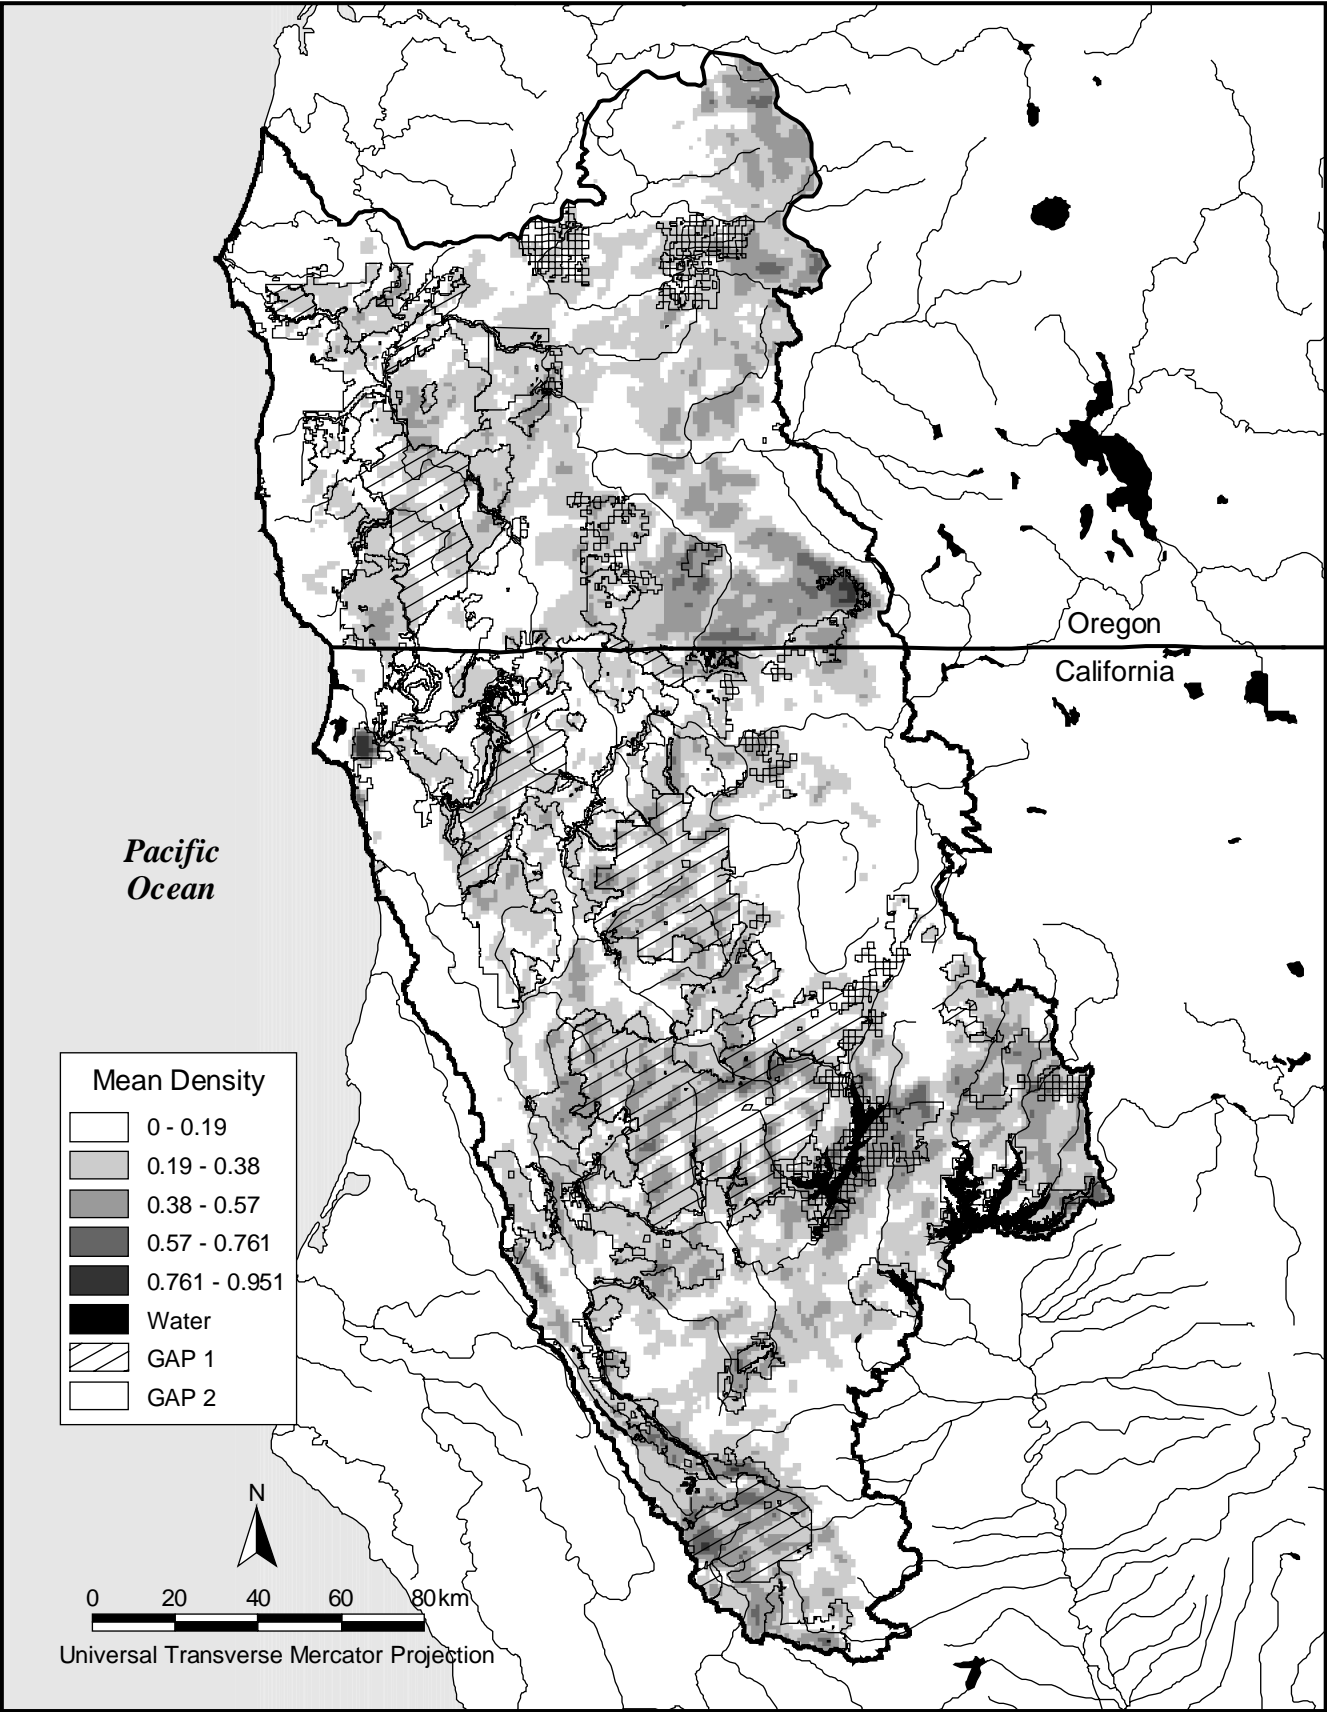 Oregon
California
Pacific
Ocean
Mean Density
0 - 0.19
0.19 - 0.38
0.38 - 0.57
0.57 - 0.761
0.761 - 0.951
Water
GAP 1
GAP 2
N
0 20 40 60 80km
Universal Transverse Mercator Projection